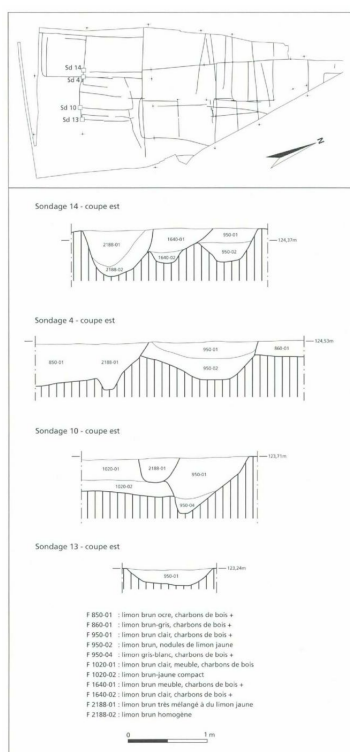 Sd 14
Sd 4
Sd 10
Sd 13
N
Sondage 14 - coupe est
124,37m
2188-01
1640-01
950-01
950-02
1640-02
2188-02
Sondage 4 - coupe est
124,53m
850-01
2188-01
950-01
860-01
950-02
Sondage 10 - coupe est
123,71m
1020-01
2188-01
950-01
1020-02
950-04
Sondage 13 - coupe est
123,24m
950-01
F 850-01 : limon brun ocre, charbons de bois +
F 860-01 : limon brun-gris, charbons de bois +
F 950-01 : limon brun clair, charbons de bois +
F 950-02 : limon brun, nodules de limon jaune
F 950-04 : limon gris-blanc, charbons de bois +
F 1020-01 : limon brun clair, meuble, charbons de bois
F 1020-02 : limon brun-jaune compact
F 1640-01 : limon brun meuble, charbons de bois +
F 1640-02 : limon brun clair, charbons de bois +
F 2188-01 : limon brun très mélangé à du limon jaune
F 2188-02 : limon brun homogène
0 1 m